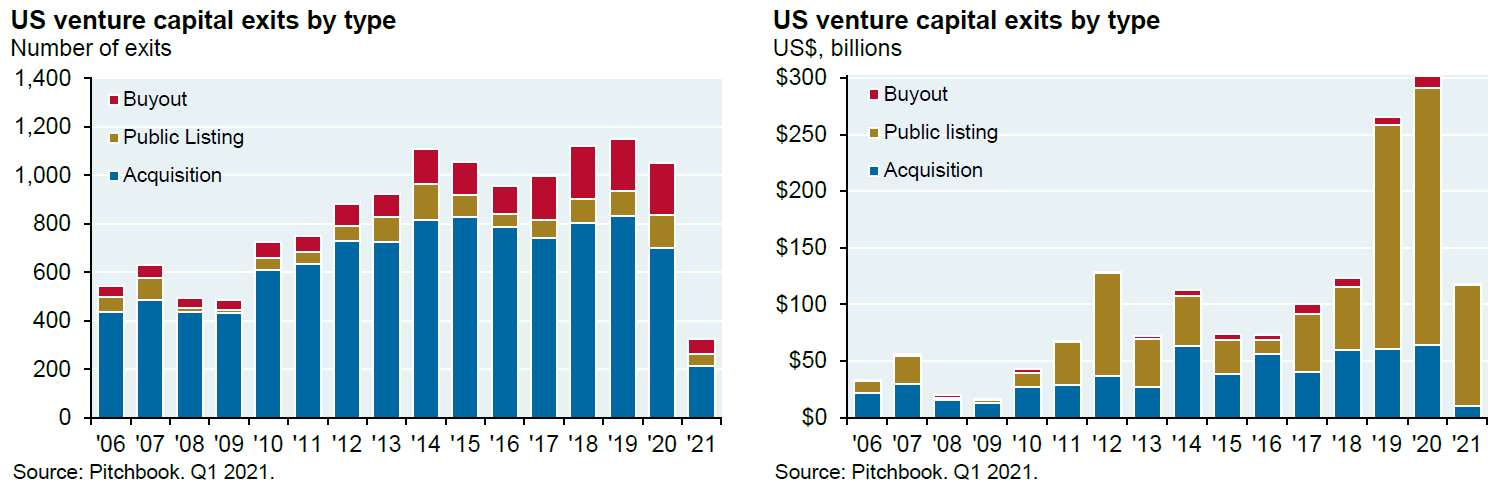 US venture capital exits by type
Number of exits
1,400
1,200
1,000
800
600
400
200
0
Buyout
Public Listing
Acquisition
'06 '07 '08 '09 '10 '11 '12 '13 '14 '15 '16 '17 '18 '19 '20 '21
Source: Pitchbook. Q1 2021.
US venture capital exits by type
US$, billions
$300
$250
$200
$150
$100
$50
$0
Buyout
Public listing
Acquisition
'06 '07 '08 '09 '10 '11 '12 '13 '14 '15 '16 '17 '18 '19 '20 '21
Source: Pitchbook. Q1 2021.